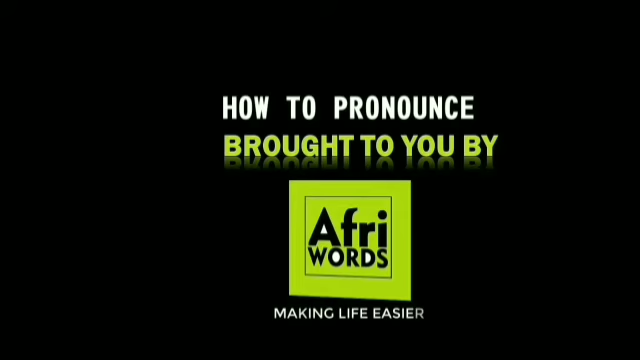 HOW TO PRONOUNCE
BROUGHT TO YOU BY
Afri
WORDS
MAKING LIFE EASIER